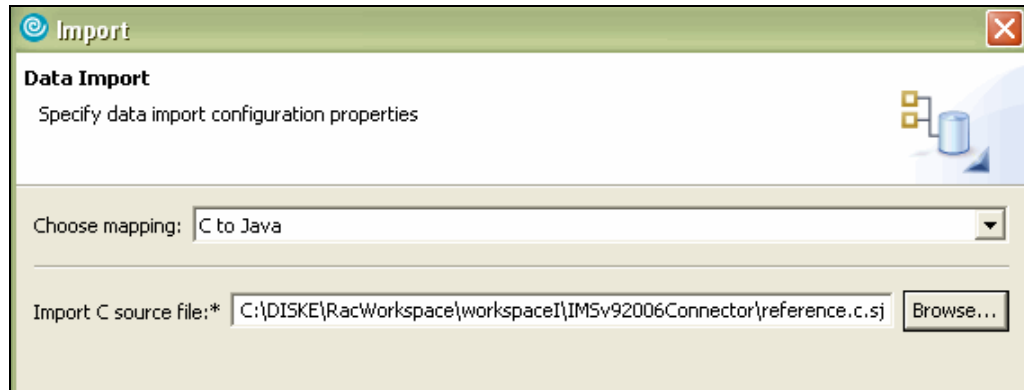 Import
Data Import
Specify data import configuration properties
Choose mapping: C to Java
Import C source file:* C:\DISKE\RacWorkspace\workspaceI\IMSv92006Connector\reference.c.sj Browse...